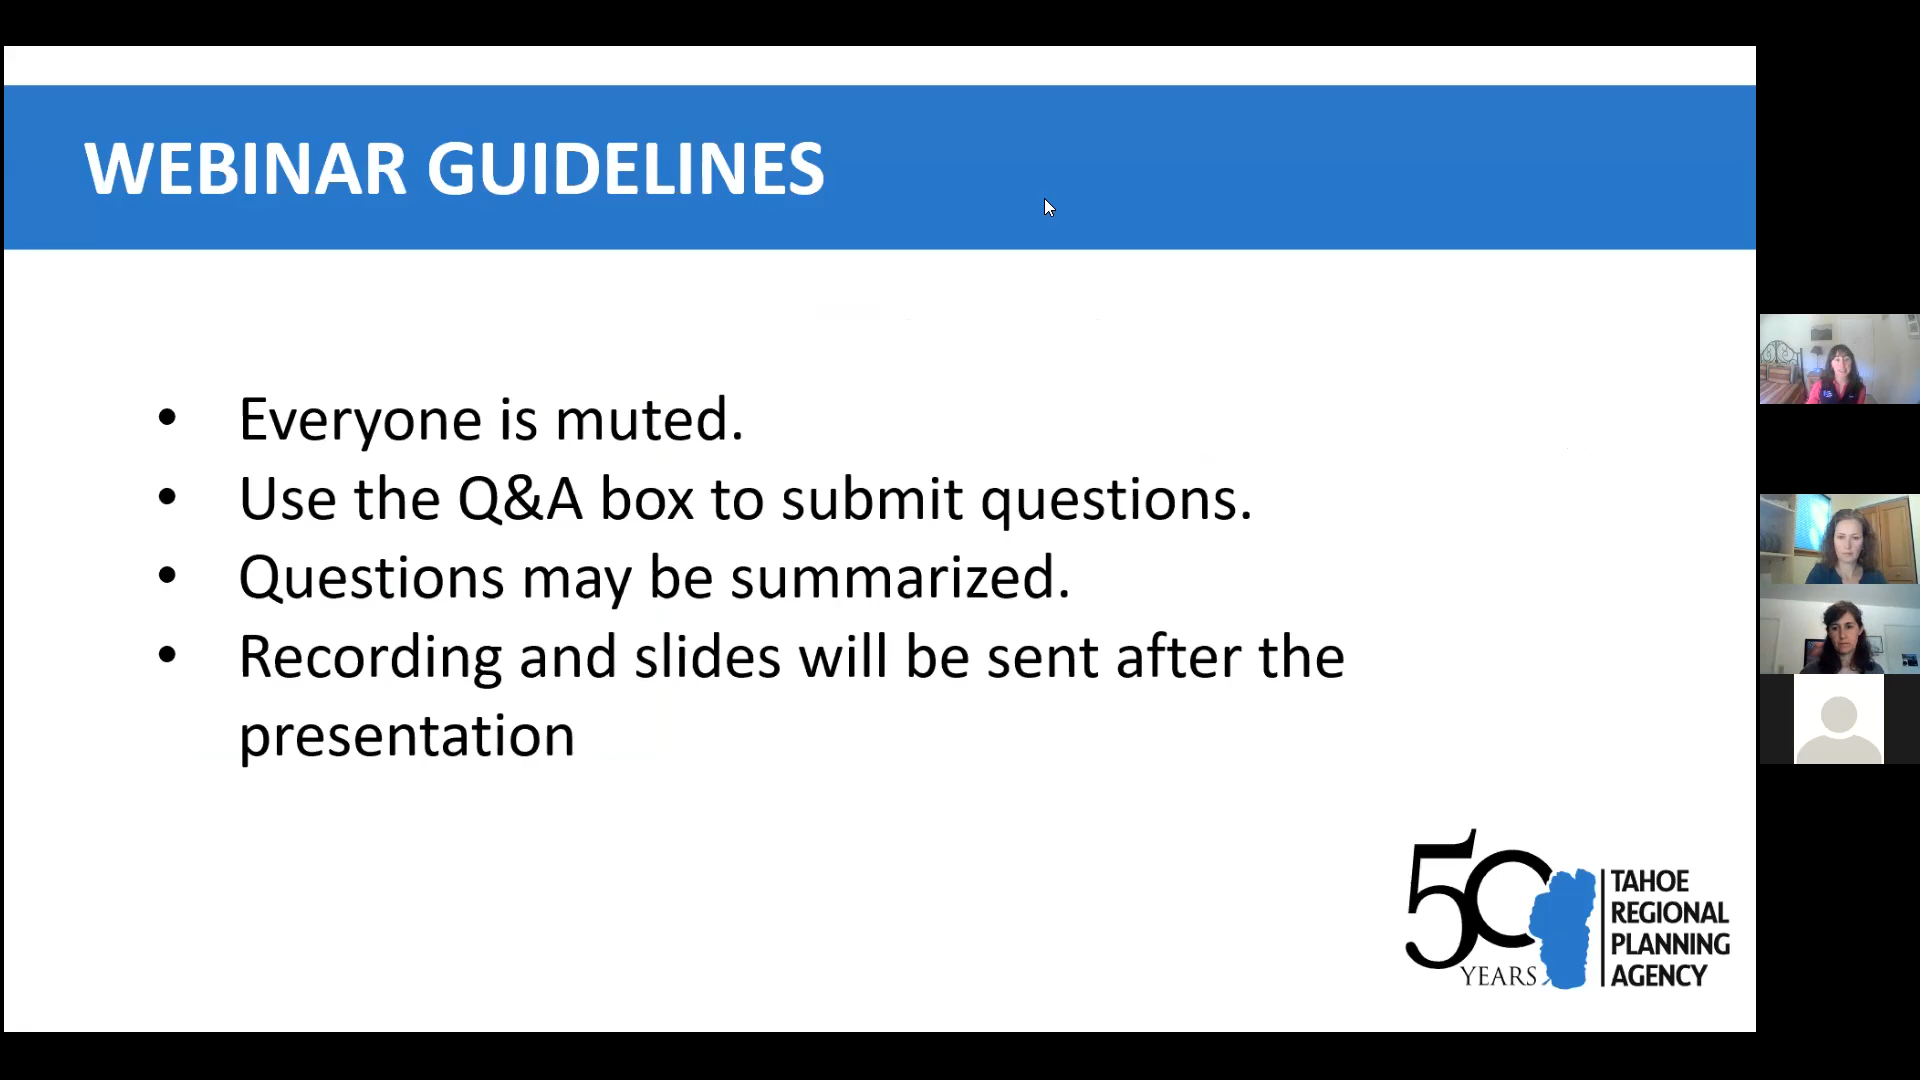 WEBINAR GUIDELINES
• Everyone is muted.
• Use the Q&A box to submit questions.
• Questions may be summarized.
• Recording and slides will be sent after the
presentation
50
YEARS
TAHOE
REGIONAL
PLANNING
AGENCY